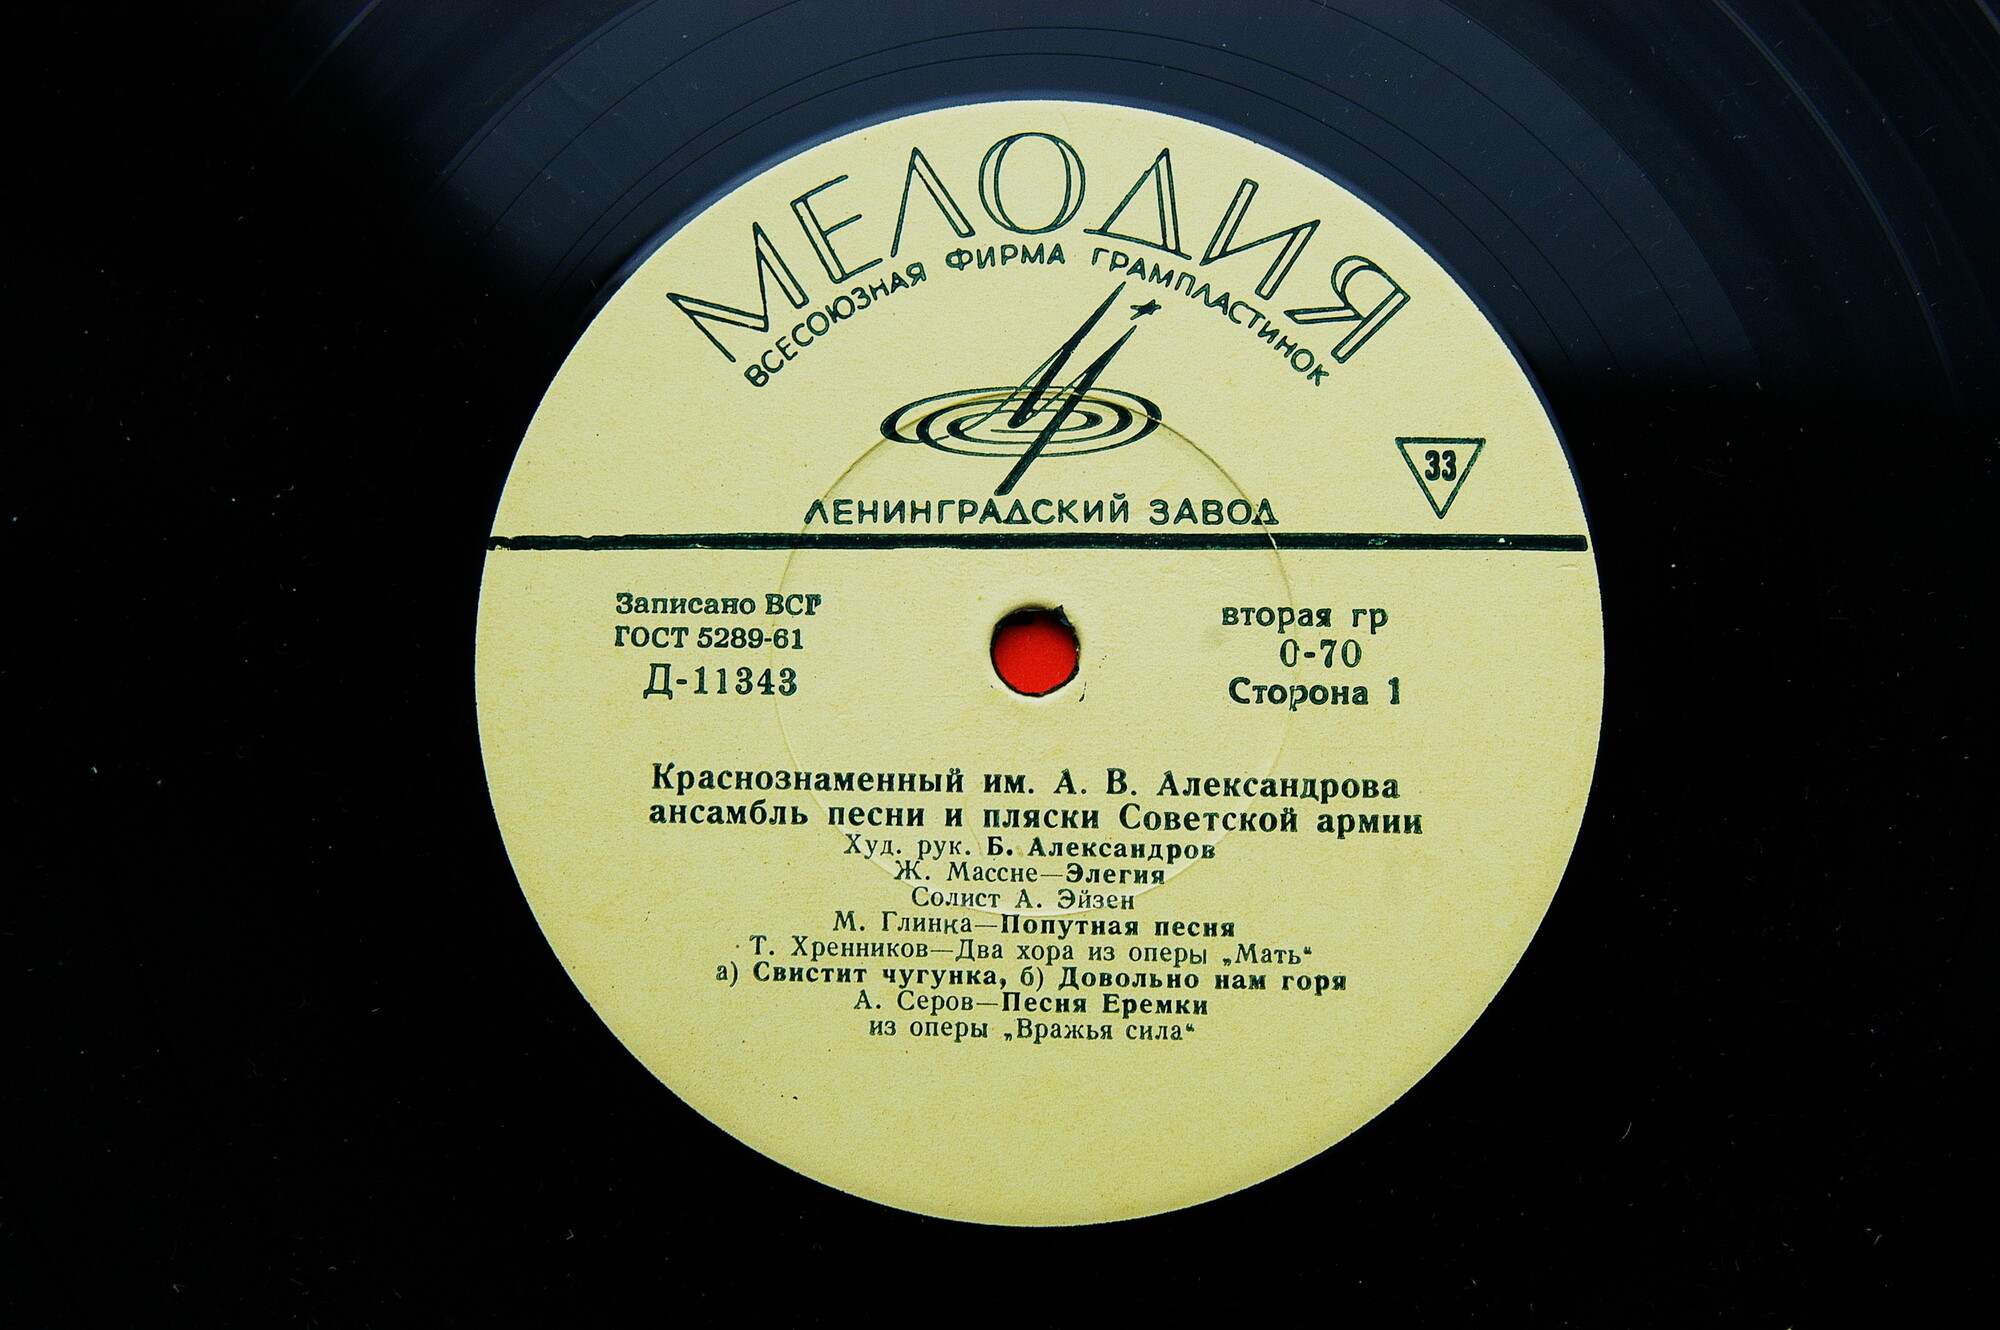 МЕЛОДИЯ
ВСЕСОЮЗНАЯ ФИРМА ГРАМПЛАСТИНОК
33
ЛЕНИНГРАДСКИЙ ЗАВОД
Записано ВСГ
ГОСТ 5289-61
Д-11343
вторая гр
0-70
Сторона 1
Краснознаменный им. А. В. Александрова
ансамбль песни и пляски Советской армии
Худ. рук. Б. Александров
Ж. Массне—Элегия
Солист А. Эйзен
М. Глинка—Попутная песня
Т. Хренников—Два хора из оперы „Мать“
а) Свистит чугунка, б) Довольно нам горя
А. Серов—Песня Еремки
из оперы „Вражья сила“